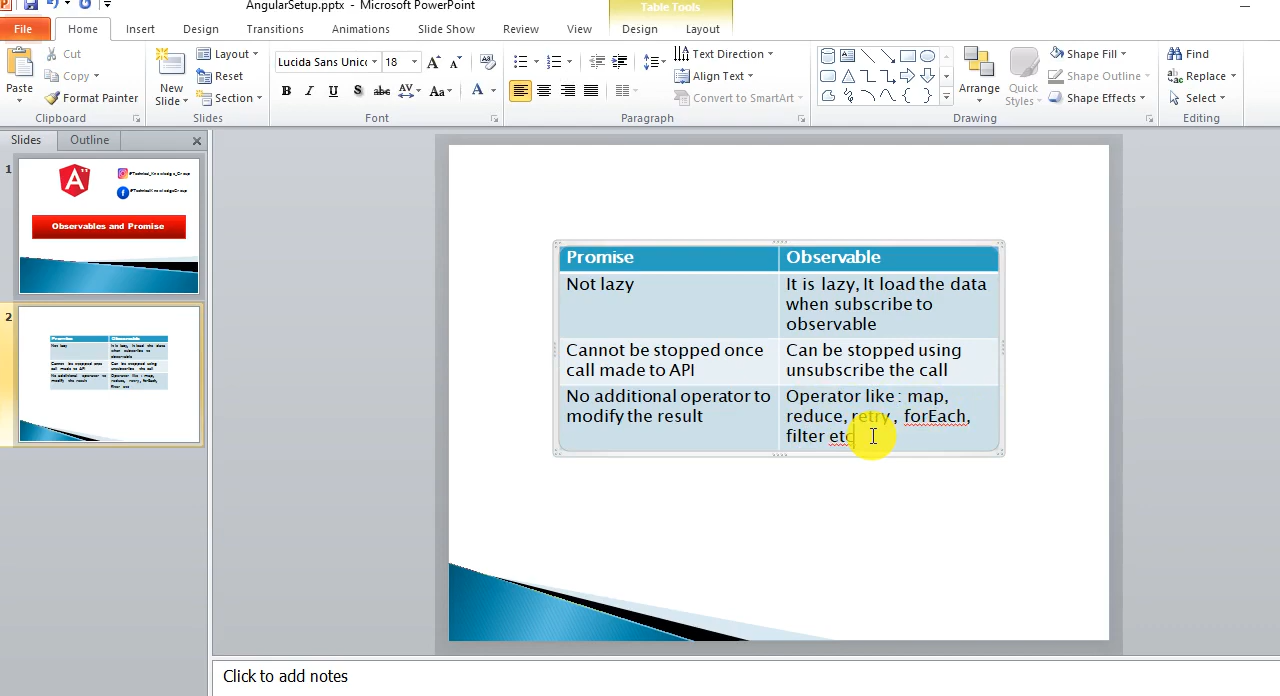 AngularSetup.pptx - Microsoft PowerPoint
Table Tools
File Home Insert Design Transitions Animations Slide Show Review View Design Layout
Paste
Cut
Copy
Format Painter
Clipboard
New
Slide
Layout
Reset
Section
Slides
Lucida Sans Unic 18
B I U S abc AV Aa A
Font
Text Direction
Align Text
Convert to SmartArt
Paragraph
Arrange
Quick
Styles
Shape Fill
Shape Outline
Shape Effects
Drawing
Find
Replace
Select
Editing
Slides Outline
1
Observables and Promise
2
Promise Observable
Not lazy
It is lazy, It load the data
when subscribe to
observable
Cannot be stopped once
call made to API
Can be stopped using
unsubscribe the call
No additional operator to
modify the result
Operator like : map,
reduce, retry , forEach,
filter etc
Click to add notes